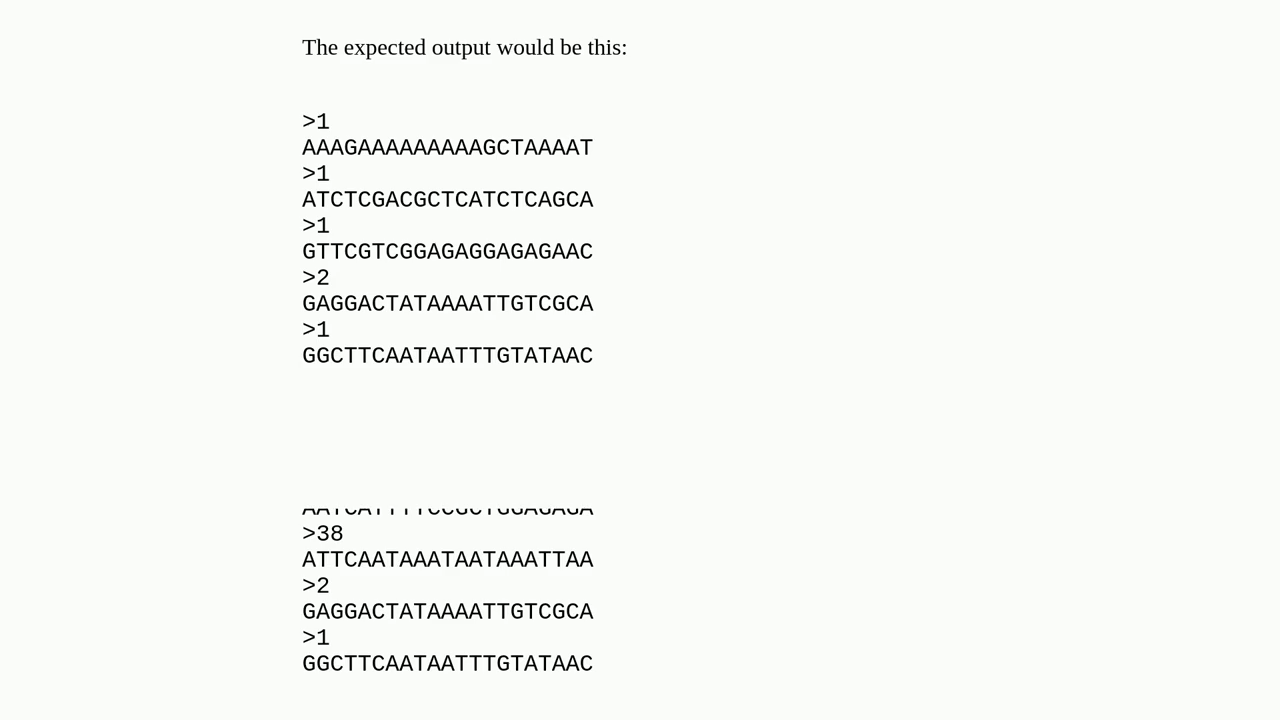 The expected output would be this:
>1
AAAGAAAAAAAAAGCTAAAAT
>1
ATCTCGACGCTCATCTCAGCA
>1
GTTCGTCGGAGAGGAGAGAAC
>2
GAGGACTATAAAATTGTCGCA
>1
GGCTTCAATAATTTGTATAAC
>38
ATTCAATAAATAATAAATTAA
>2
GAGGACTATAAAATTGTCGCA
>1
GGCTTCAATAATTTGTATAAC